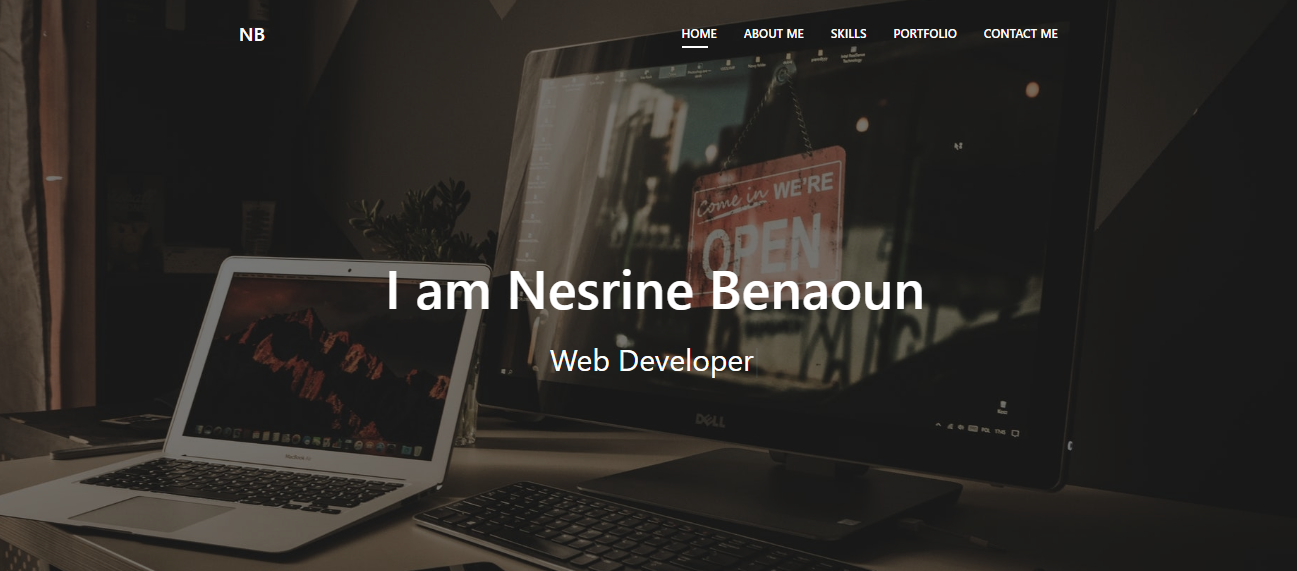 NB
HOME ABOUT ME SKILLS PORTFOLIO CONTACT ME
come in WE'RE
OPEN
I am Nesrine Benaoun
Web Developer
DELL